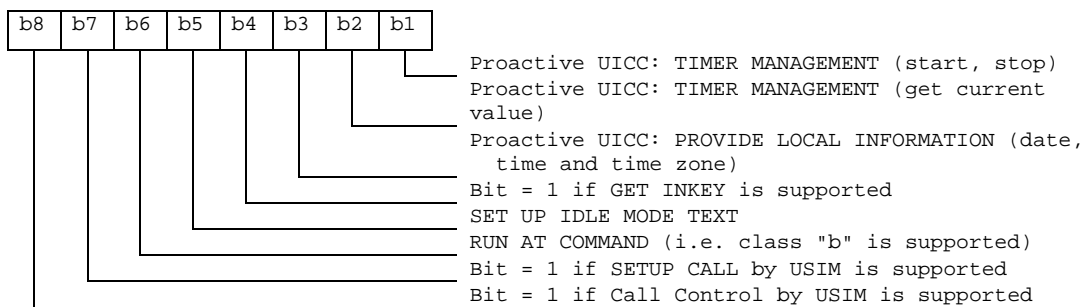 b8 b7 b6 b5 b4 b3 b2 b1
Proactive UICC: TIMER MANAGEMENT (start, stop)
Proactive UICC: TIMER MANAGEMENT (get current
value)
Proactive UICC: PROVIDE LOCAL INFORMATION (date,
time and time zone)
Bit = 1 if GET INKEY is supported
SET UP IDLE MODE TEXT
RUN AT COMMAND (i.e. class "b" is supported)
Bit = 1 if SETUP CALL by USIM is supported
Bit = 1 if Call Control by USIM is supported